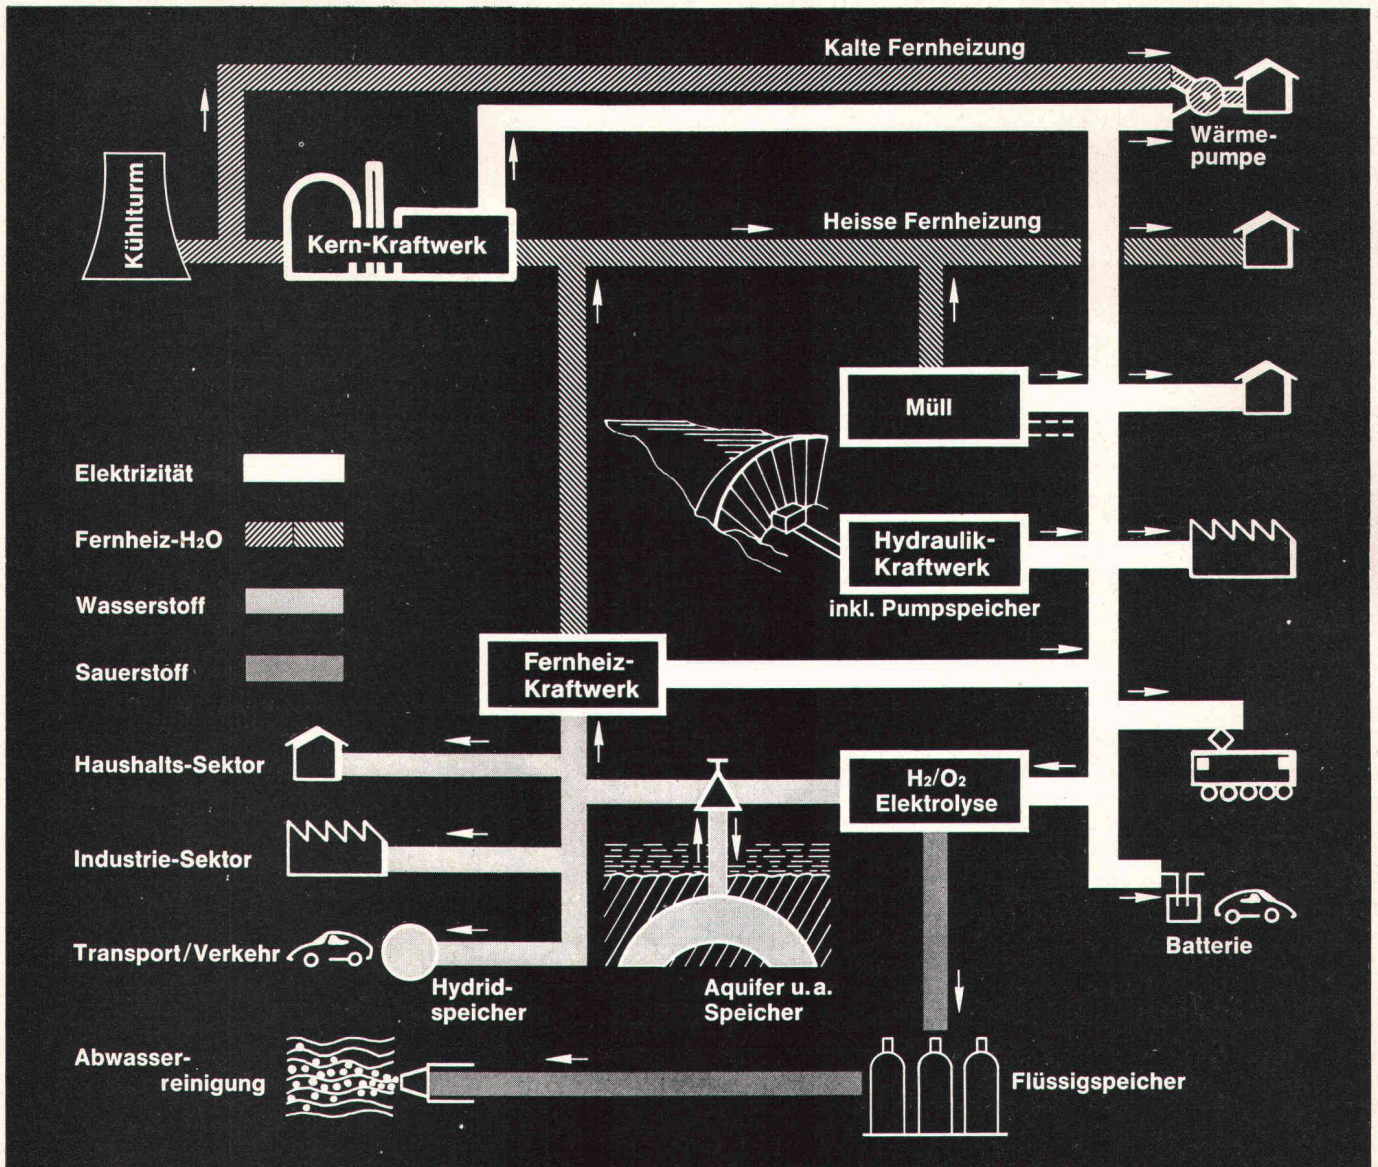 Kalte Fernheizung
Wärme-
pumpe
Kühlturm
Kern-Kraftwerk
Heisse Fernheizung
Müll
Elektrizität
Fernheiz-H₂O
Wasserstoff
Sauerstoff
Hydraulik-
Kraftwerk
inkl. Pumpspeicher
Fernheiz-
Kraftwerk
Haushalts-Sektor
H₂/O₂
Elektrolyse
Industrie-Sektor
Transport/Verkehr
Hydrid-
speicher
Aquifer u.a.
Speicher
Batterie
Abwasser-
reinigung
Flüssigspeicher